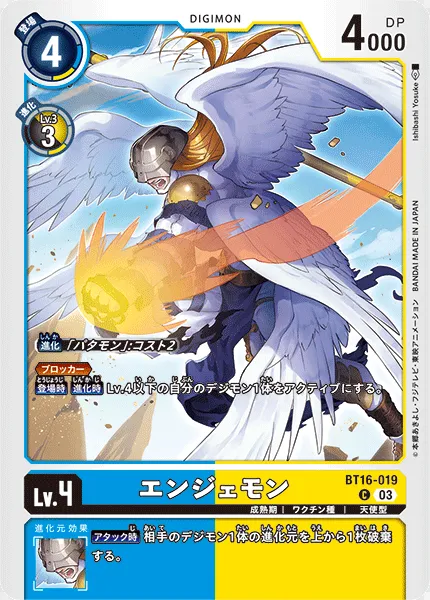 DIGIMON
登場
4
4000
DP
進化
Lv.3
3
Ishibashi Yosuke
©本郷あきよし・フジテレビ・東映アニメーション BANDAI MADE IN JAPAN
進化 「パタモン」:コスト2
ブロッカー
登場時 進化時 Lv.4以下の自分のデジモン1体をアクティブにする。
Lv.4
エンジェモン
BT16-019
C 03
成熟期 | ワクチン種 | 天使型
進化元効果
アタック時 相手のデジモン1体の進化元を上から1枚破棄
する。